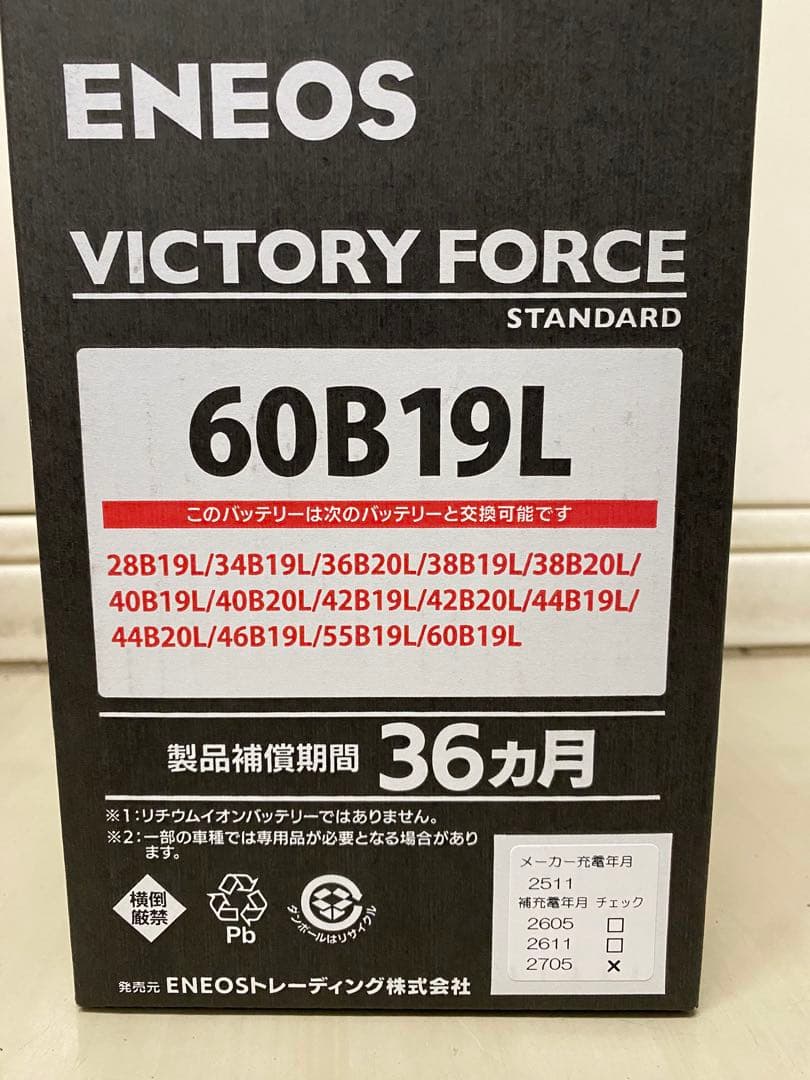 ENEOS
VICTORY FORCE
STANDARD
60B19L
このバッテリーは次のバッテリーと交換可能です
28B19L/34B19L/36B20L/38B19L/38B20L/
40B19L/40B20L/42B19L/42B20L/44B19L/
44B20L/46B19L/55B19L/60B19L
製品補償期間 36ヵ月
※1:リチウムイオンバッテリーではありません。
※2:一部の車種では専用品が必要となる場合があり
ます。
横倒
厳禁
Pb
ダンボールはリサイクル
メーカー充電年月
2511
補充電年月 チェック
2605 □
2611 □
2705 ×
発売元 ENEOSトレーディング株式会社